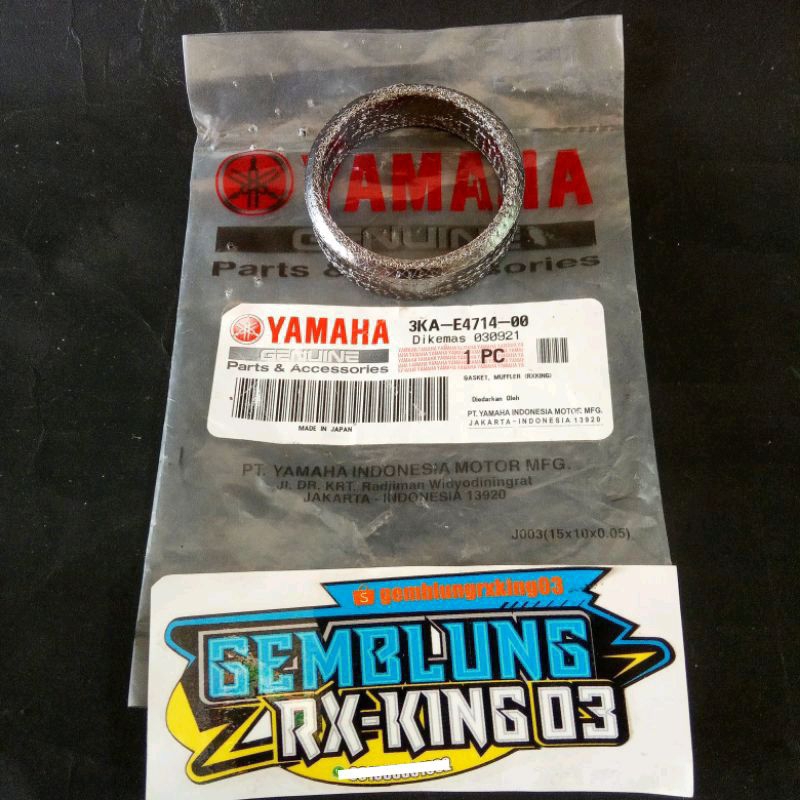 YAMAHA
GENUINE
Parts & Accessories
YAMAHA
GENUINE
Parts & Accessories
3KA-E4714-00
Dikemas 030921
1 PC
GASKET, MUFFLER (RXKING)
Diedarkan Oleh
PT. YAMAHA INDONESIA MOTOR MFG.
JAKARTA-INDONESIA 13920
MADE IN JAPAN
PT. YAMAHA INDONESIA MOTOR MFG.
Jl. DR. KRT. Radjiman Widyodiningrat
JAKARTA - INDONESIA 13920
J003(15x10x0.05)
gemblungrxking03
GEMBLUNG
RX-KING 03